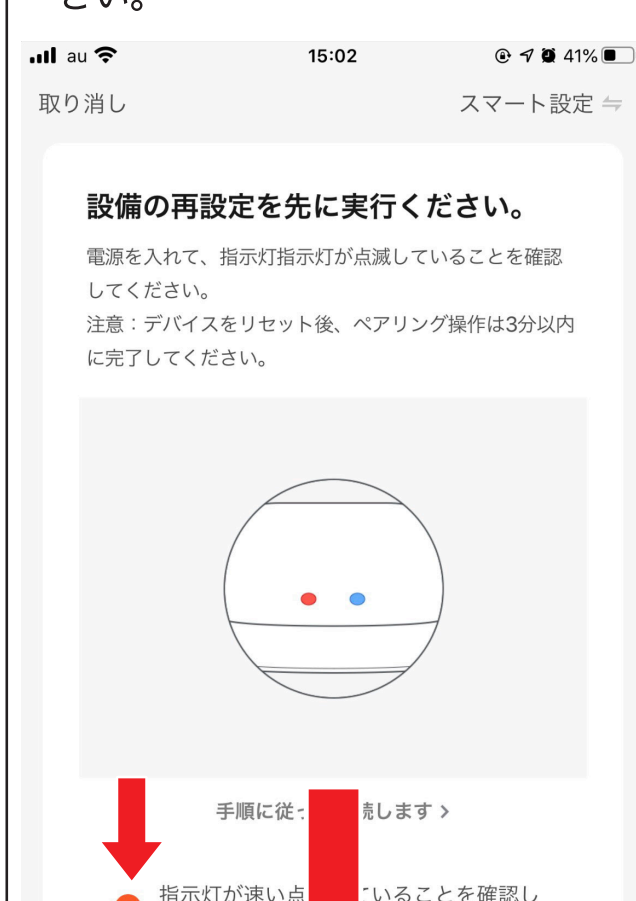 さい。
au 15:02 41%
取り消し スマート設定
設備の再設定を先に実行ください。
電源を入れて、指示灯指示灯が点滅していることを確認
してください。
注意：デバイスをリセット後、ペアリング操作は3分以内
に完了してください。
手順に従っ 続します >
指示灯が速い点 ていることを確認し